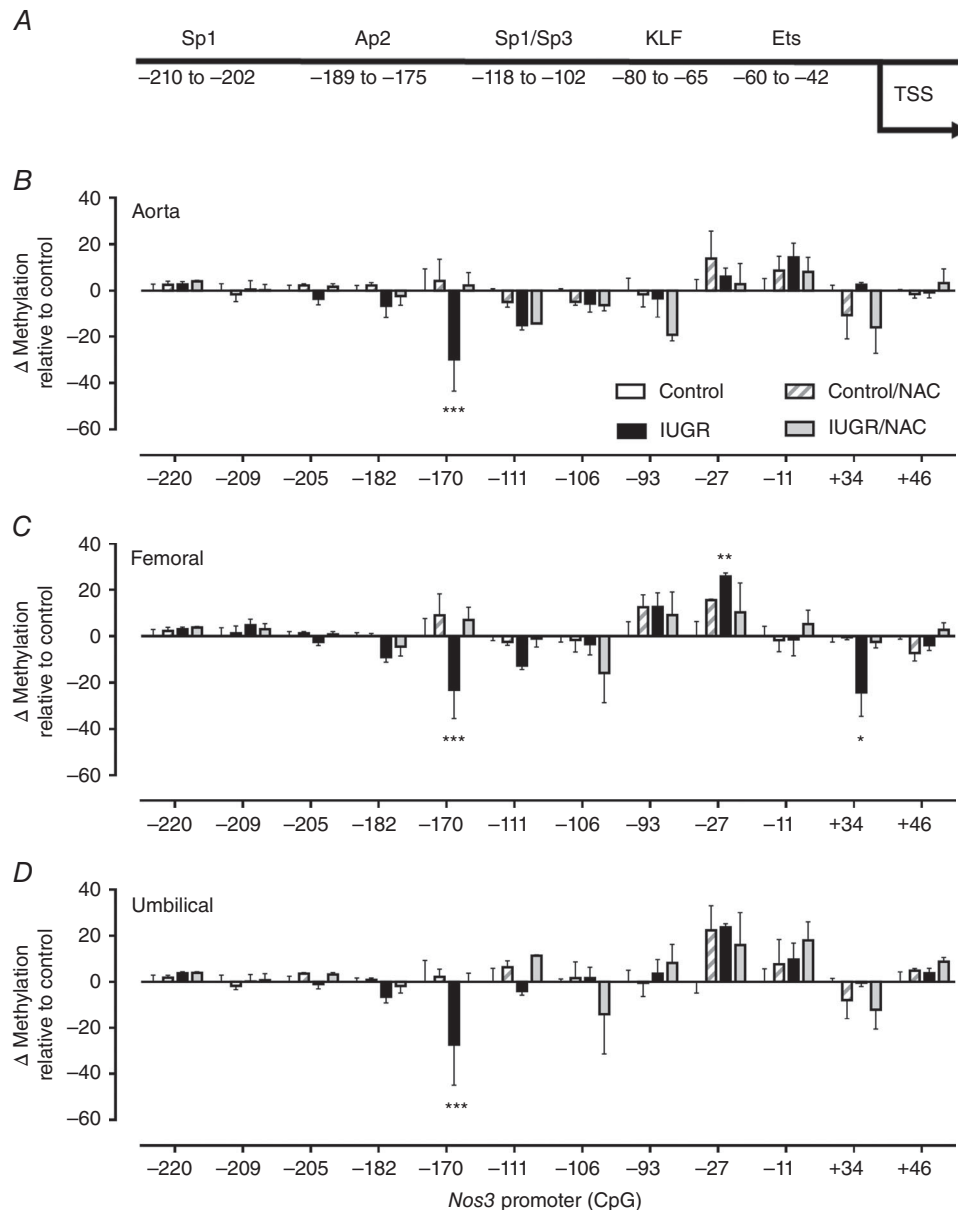 A
Sp1 Ap2 Sp1/Sp3 KLF Ets
–210 to –202 –189 to –175 –118 to –102 –80 to –65 –60 to –42
TSS
B
Aorta
Δ Methylation
relative to control
40
20
0
–20
–40
–60
***
Control Control/NAC
IUGR IUGR/NAC
–220 –209 –205 –182 –170 –111 –106 –93 –27 –11 +34 +46
C
Femoral
Δ Methylation
relative to control
40
20
0
–20
–40
–60
**
*** *
–220 –209 –205 –182 –170 –111 –106 –93 –27 –11 +34 +46
D
Umbilical
Δ Methylation
relative to control
40
20
0
–20
–40
–60
***
–220 –209 –205 –182 –170 –111 –106 –93 –27 –11 +34 +46
Nos3 promoter (CpG)